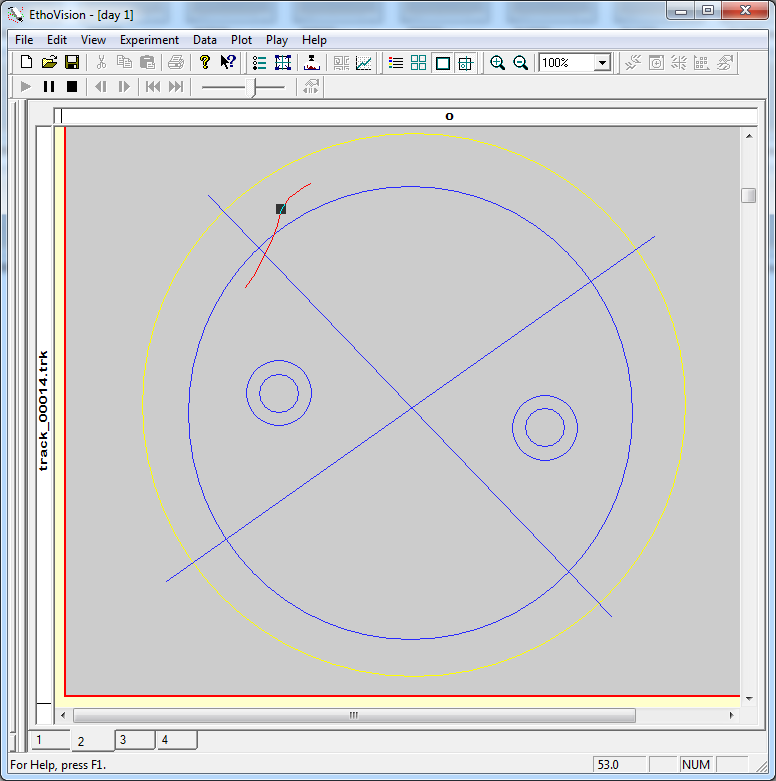 EthoVision - [day 1]
File Edit View Experiment Data Plot Play Help
100%
o
track_00014.trk
1 2 3 4
For Help, press F1. 53.0 NUM